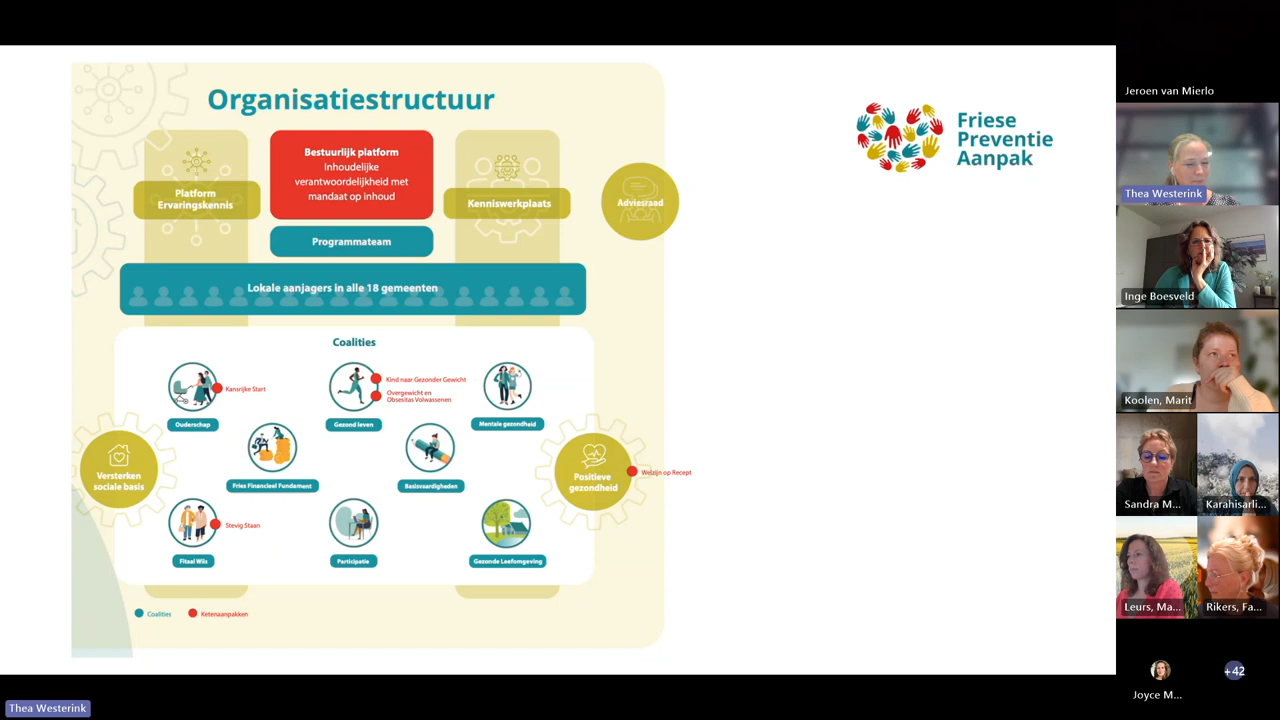 Organisatiestructuur
Friese
Preventie
Aanpak
Bestuurlijk platform
Inhoudelijke
verantwoordelijkheid met
mandaat op inhoud
Platform
Ervaringskennis
Kenniswerkplaats
Adviesraad
Programmateam
Lokale aanjagers in alle 18 gemeenten
Coalities
Kansrijke Start
Kind naar Gezonder Gewicht
Overgewicht en
Obesitas Volwassenen
Ouderschap
Gezond leven
Mentale gezondheid
Versterken
sociale basis
Fries Financieel Fundament
Basisvaardigheden
Positieve
gezondheid
Welzijn op Recept
Stevig Staan
Fitaal Wiis
Participatie
Gezonde Leefomgeving
Coalities
Ketenaanpakken
Thea Westerink
Jeroen van Mierlo
Thea Westerink
Inge Boesveld
Koolen, Marit
Sandra M...
Karahisarli...
Leurs, Ma...
Rikers, Fa...
Joyce M...
+42